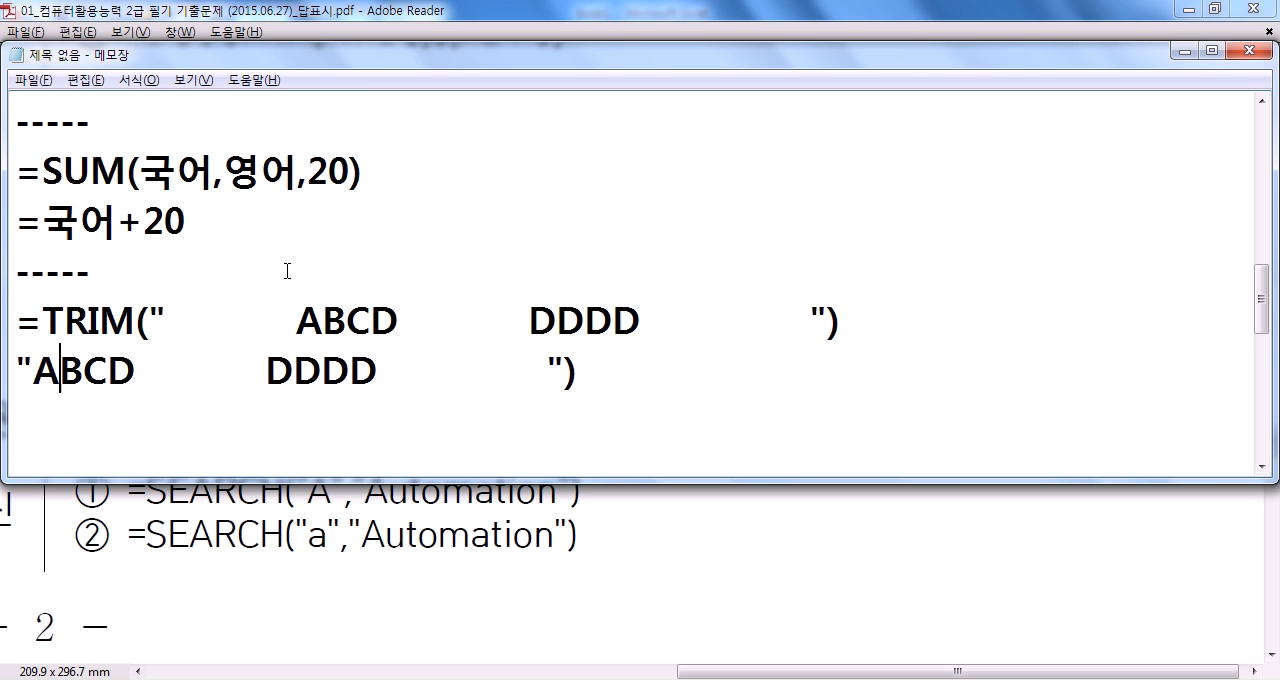 01_컴퓨터활용능력 2급 필기 기출문제 (2015.06.27)_답표시.pdf - Adobe Reader
파일(F) 편집(E) 보기(V) 창(W) 도움말(H)
제목 없음 - 메모장
파일(F) 편집(E) 서식(O) 보기(V) 도움말(H)
-----
=SUM(국어,영어,20)
=국어+20
-----
=TRIM(" ABCD DDDD ")
"ABCD DDDD ")
① =SEARCH("A","Automation")
② =SEARCH("a","Automation")
- 2 -
209.9 x 296.7 mm